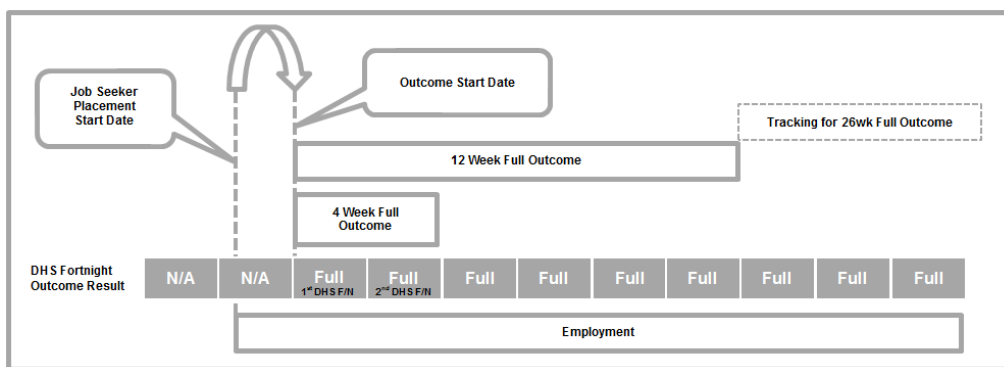 Job Seeker
Placement
Start Date
Outcome Start Date
Tracking for 26wk Full Outcome
12 Week Full Outcome
4 Week Full
Outcome
DHS Fortnight
Outcome Result
N/A
N/A
Full
1st DHS F/N
Full
2nd DHS F/N
Full
Full
Full
Full
Full
Full
Full
Employment